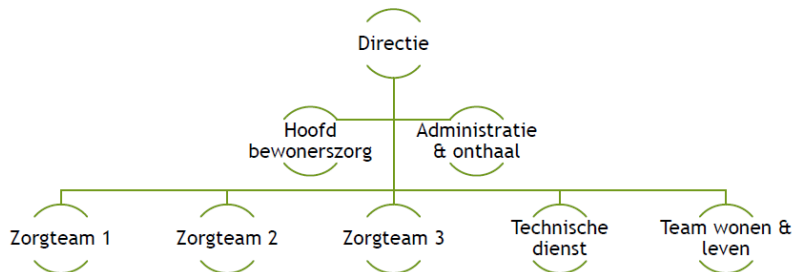 Directie
Hoofd
bewonerszorg
Administratie
& onthaal
Zorgteam 1
Zorgteam 2
Zorgteam 3
Technische
dienst
Team wonen &
leven